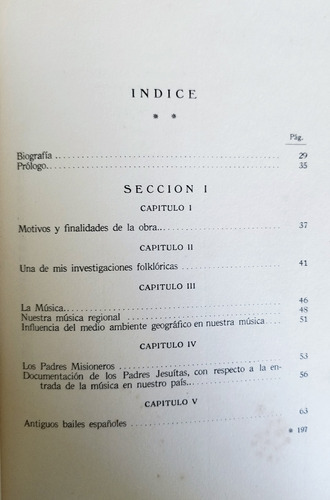 INDICE
* *
Pág.
Biografía ........ 29
Prólogo ........ 35
SECCION I
CAPITULO I
Motivos y finalidades de la obra... ........ 37
CAPITULO II
Una de mis investigaciones folklóricas ........ 41
CAPITULO III
La Música ........ 46
Nuestra música regional ........ 48
Influencia del medio ambiente geográfico en nuestra música ........ 51
CAPITULO IV
Los Padres Misioneros ........ 53
Documentación de los Padres Jesuítas, con respecto a la en-
trada de la música en nuestro país... ........ 56
CAPITULO V
Antiguos bailes españoles ........ 63
* 197